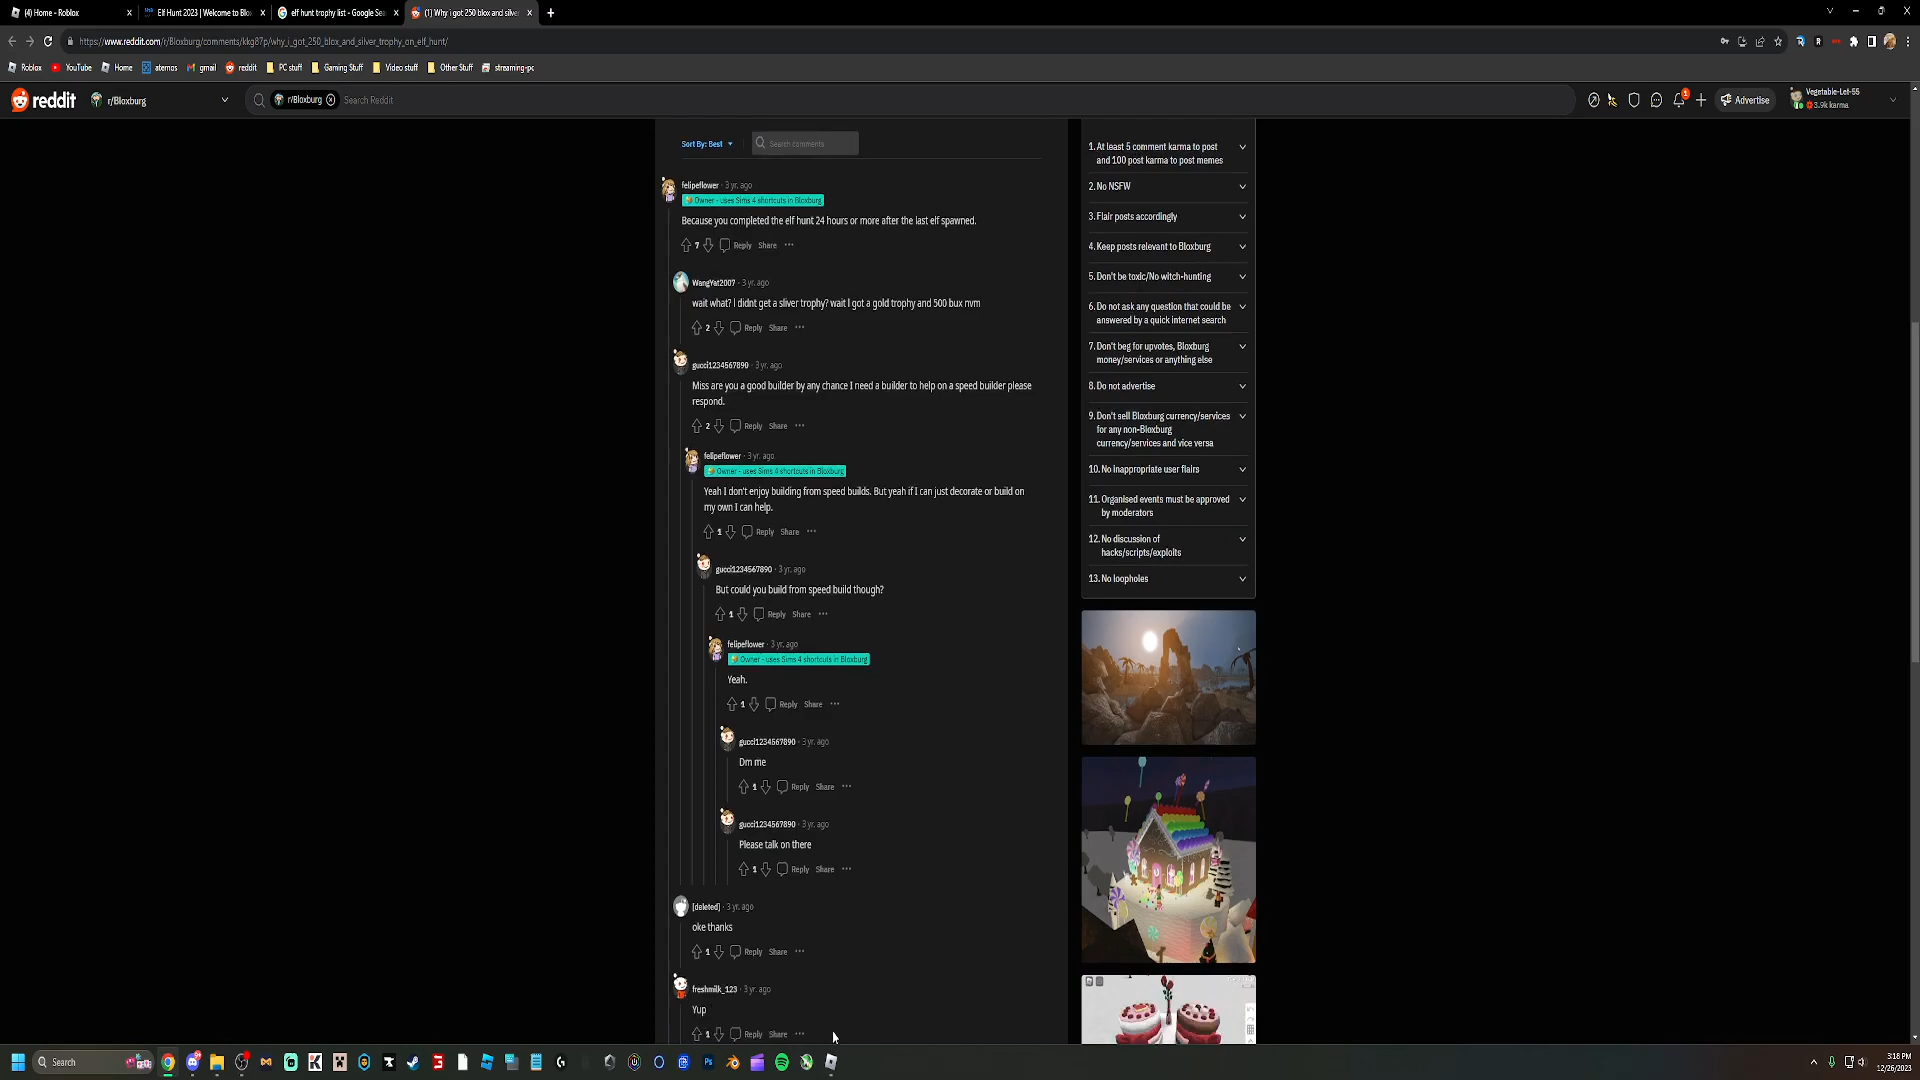 (4) Home - Roblox
Elf Hunt 2023 | Welcome to Blo
elf hunt trophy list - Google Sea
(1) Why i got 250 blox and silver
https://www.reddit.com/r/Bloxburg/comments/kkg87p/why_i_got_250_blox_and_silver_trophy_on_elf_hunt/
Roblox YouTube Home atemos gmail reddit PC stuff Gaming Stuff Video stuff Other Stuff streaming-pc
reddit r/Bloxburg r/Bloxburg Search Reddit 1 Advertise Vegetable-Let-55
3.9k karma
Sort By: Best Search comments
felipeflower · 3 yr. ago
Owner - uses Sims 4 shortcuts in Bloxburg
Because you completed the elf hunt 24 hours or more after the last elf spawned.
7 Reply Share ···
WangYat2007 · 3 yr. ago
wait what? I didnt get a sliver trophy? wait I got a gold trophy and 500 bux nvm
2 Reply Share ···
gucci1234567890 · 3 yr. ago
Miss are you a good builder by any chance I need a builder to help on a speed builder please
respond.
2 Reply Share ···
felipeflower · 3 yr. ago
Owner - uses Sims 4 shortcuts in Bloxburg
Yeah I don't enjoy building from speed builds. But yeah if I can just decorate or build on
my own I can help.
1 Reply Share ···
gucci1234567890 · 3 yr. ago
But could you build from speed build though?
1 Reply Share ···
felipeflower · 3 yr. ago
Owner - uses Sims 4 shortcuts in Bloxburg
Yeah.
1 Reply Share ···
gucci1234567890 · 3 yr. ago
Dm me
1 Reply Share ···
gucci1234567890 · 3 yr. ago
Please talk on there
1 Reply Share ···
[deleted] · 3 yr. ago
oke thanks
1 Reply Share ···
freshmilk_123 · 3 yr. ago
Yup
1 Reply Share ···
1. At least 5 comment karma to post
and 100 post karma to post memes
2. No NSFW
3. Flair posts accordingly
4. Keep posts relevant to Bloxburg
5. Don't be toxic/No witch-hunting
6. Do not ask any question that could be
answered by a quick internet search
7. Don't beg for upvotes, Bloxburg
money/services or anything else
8. Do not advertise
9. Don't sell Bloxburg currency/services
for any non-Bloxburg
currency/services and vice versa
10. No inappropriate user flairs
11. Organised events must be approved
by moderators
12. No discussion of
hacks/scripts/exploits
13. No loopholes
Search
3:18 PM
12/26/2023